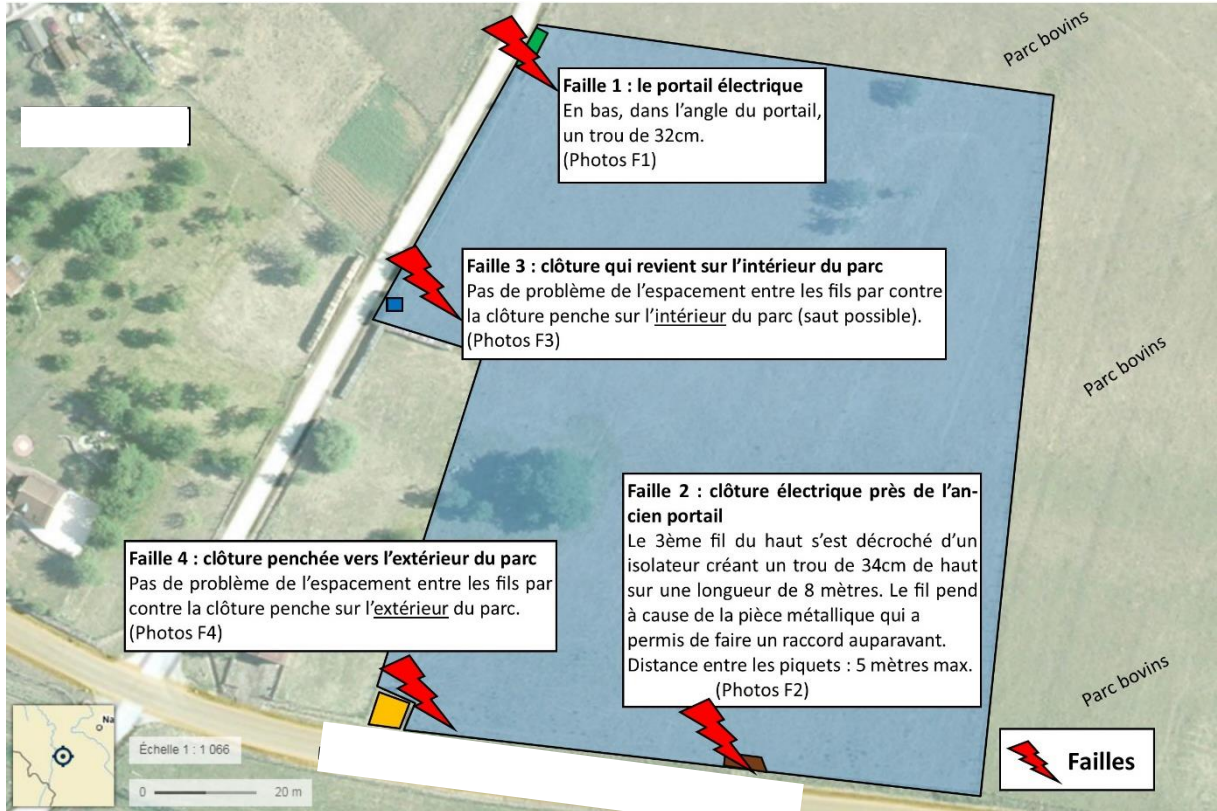 Parc bovins
Faille 1 : le portail électrique
En bas, dans l’angle du portail,
un trou de 32cm.
(Photos F1)
Faille 3 : clôture qui revient sur l’intérieur du parc
Pas de problème de l’espacement entre les fils par contre
la clôture penche sur l’intérieur du parc (saut possible).
(Photos F3)
Parc bovins
Faille 2 : clôture électrique près de l’an-
cien portail
Le 3ème fil du haut s’est décroché d’un
isolateur créant un trou de 34cm de haut
sur une longueur de 8 mètres. Le fil pend
à cause de la pièce métallique qui a
permis de faire un raccord auparavant.
Distance entre les piquets : 5 mètres max.
(Photos F2)
Faille 4 : clôture penchée vers l’extérieur du parc
Pas de problème de l’espacement entre les fils par
contre la clôture penche sur l’extérieur du parc.
(Photos F4)
Parc bovins
Na
Échelle 1 : 1 066
0 20 m
Failles